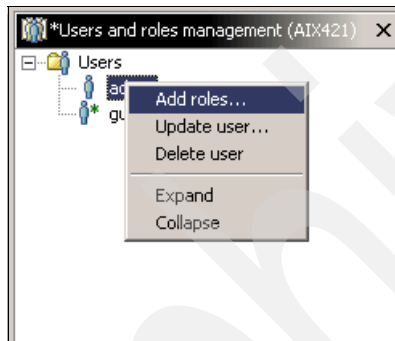 *Users and roles management (AIX421)
Users
Add roles...
Update user...
Delete user
Expand
Collapse